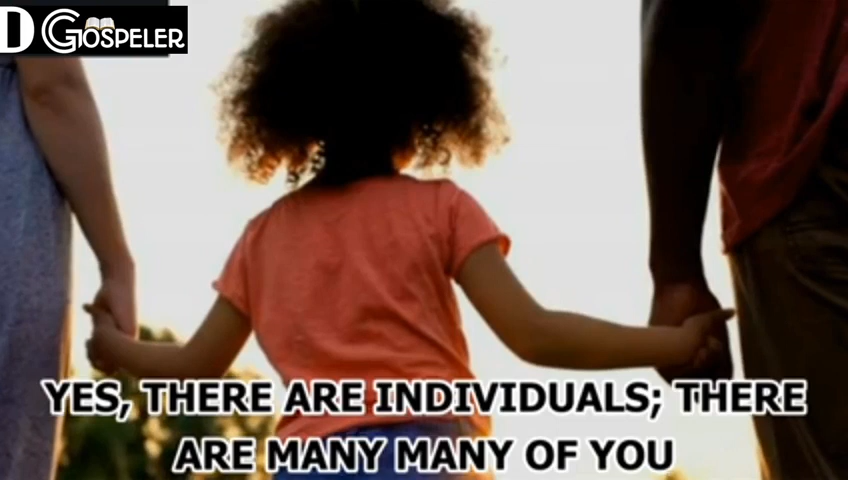 D GOSPELER
YES, THERE ARE INDIVIDUALS; THERE
ARE MANY MANY OF YOU